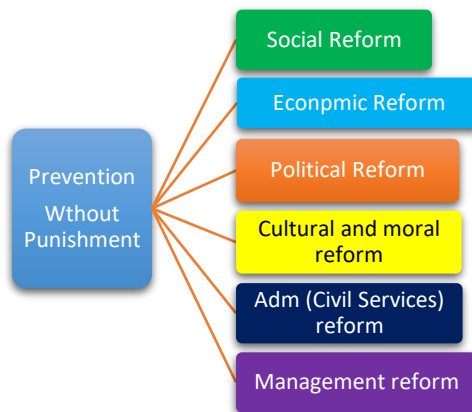 Prevention
Wthout
Punishment
Social Reform
Econpmic Reform
Political Reform
Cultural and moral
reform
Adm (Civil Services)
reform
Management reform